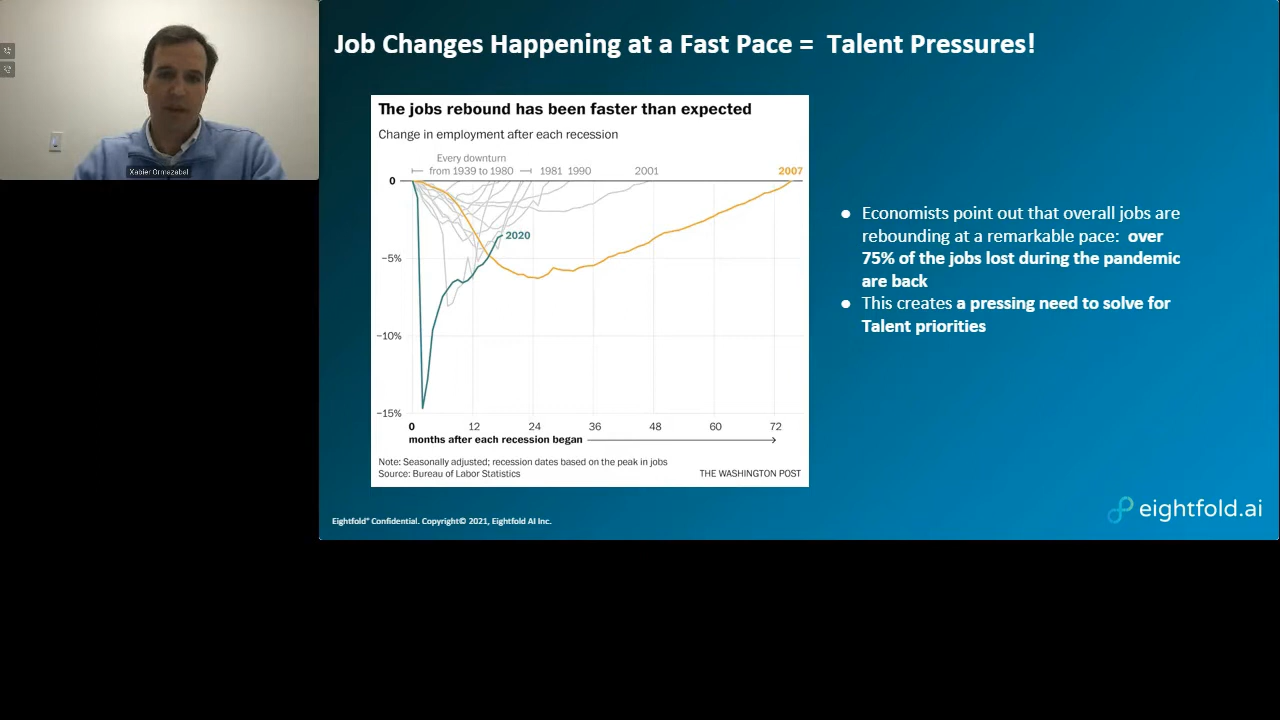 Xabier Ormazabal
Job Changes Happening at a Fast Pace = Talent Pressures!
The jobs rebound has been faster than expected
Change in employment after each recession
Every downturn
from 1939 to 1980
1981
1990
2001
2007
0
2020
−5%
−10%
−15%
0
12
24
36
48
60
72
months after each recession began
Note: Seasonally adjusted; recession dates based on the peak in jobs
Source: Bureau of Labor Statistics
THE WASHINGTON POST
● Economists point out that overall jobs are
rebounding at a remarkable pace: over
75% of the jobs lost during the pandemic
are back
● This creates a pressing need to solve for
Talent priorities
Eightfold® Confidential. Copyright© 2021, Eightfold AI Inc.
eightfold.ai